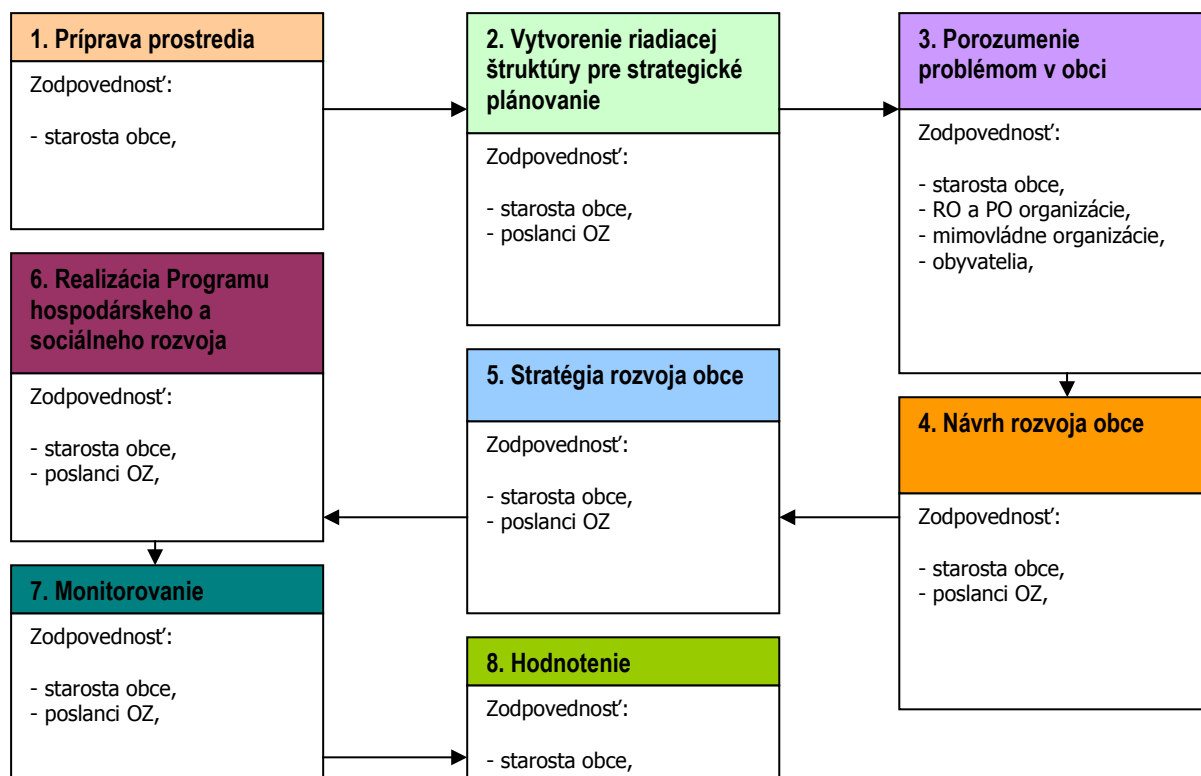 1. Príprava prostredia
Zodpovednosť:
- starosta obce,
2. Vytvorenie riadiacej
štruktúry pre strategické
plánovanie
Zodpovednosť:
- starosta obce,
- poslanci OZ
3. Porozumenie
problémom v obci
Zodpovednosť:
- starosta obce,
- RO a PO organizácie,
- mimovládne organizácie,
- obyvatelia,
4. Návrh rozvoja obce
Zodpovednosť:
- starosta obce,
- poslanci OZ,
5. Stratégia rozvoja obce
Zodpovednosť:
- starosta obce,
- poslanci OZ
6. Realizácia Programu
hospodárskeho a
sociálneho rozvoja
Zodpovednosť:
- starosta obce,
- poslanci OZ,
7. Monitorovanie
Zodpovednosť:
- starosta obce,
- poslanci OZ,
8. Hodnotenie
Zodpovednosť:
- starosta obce,